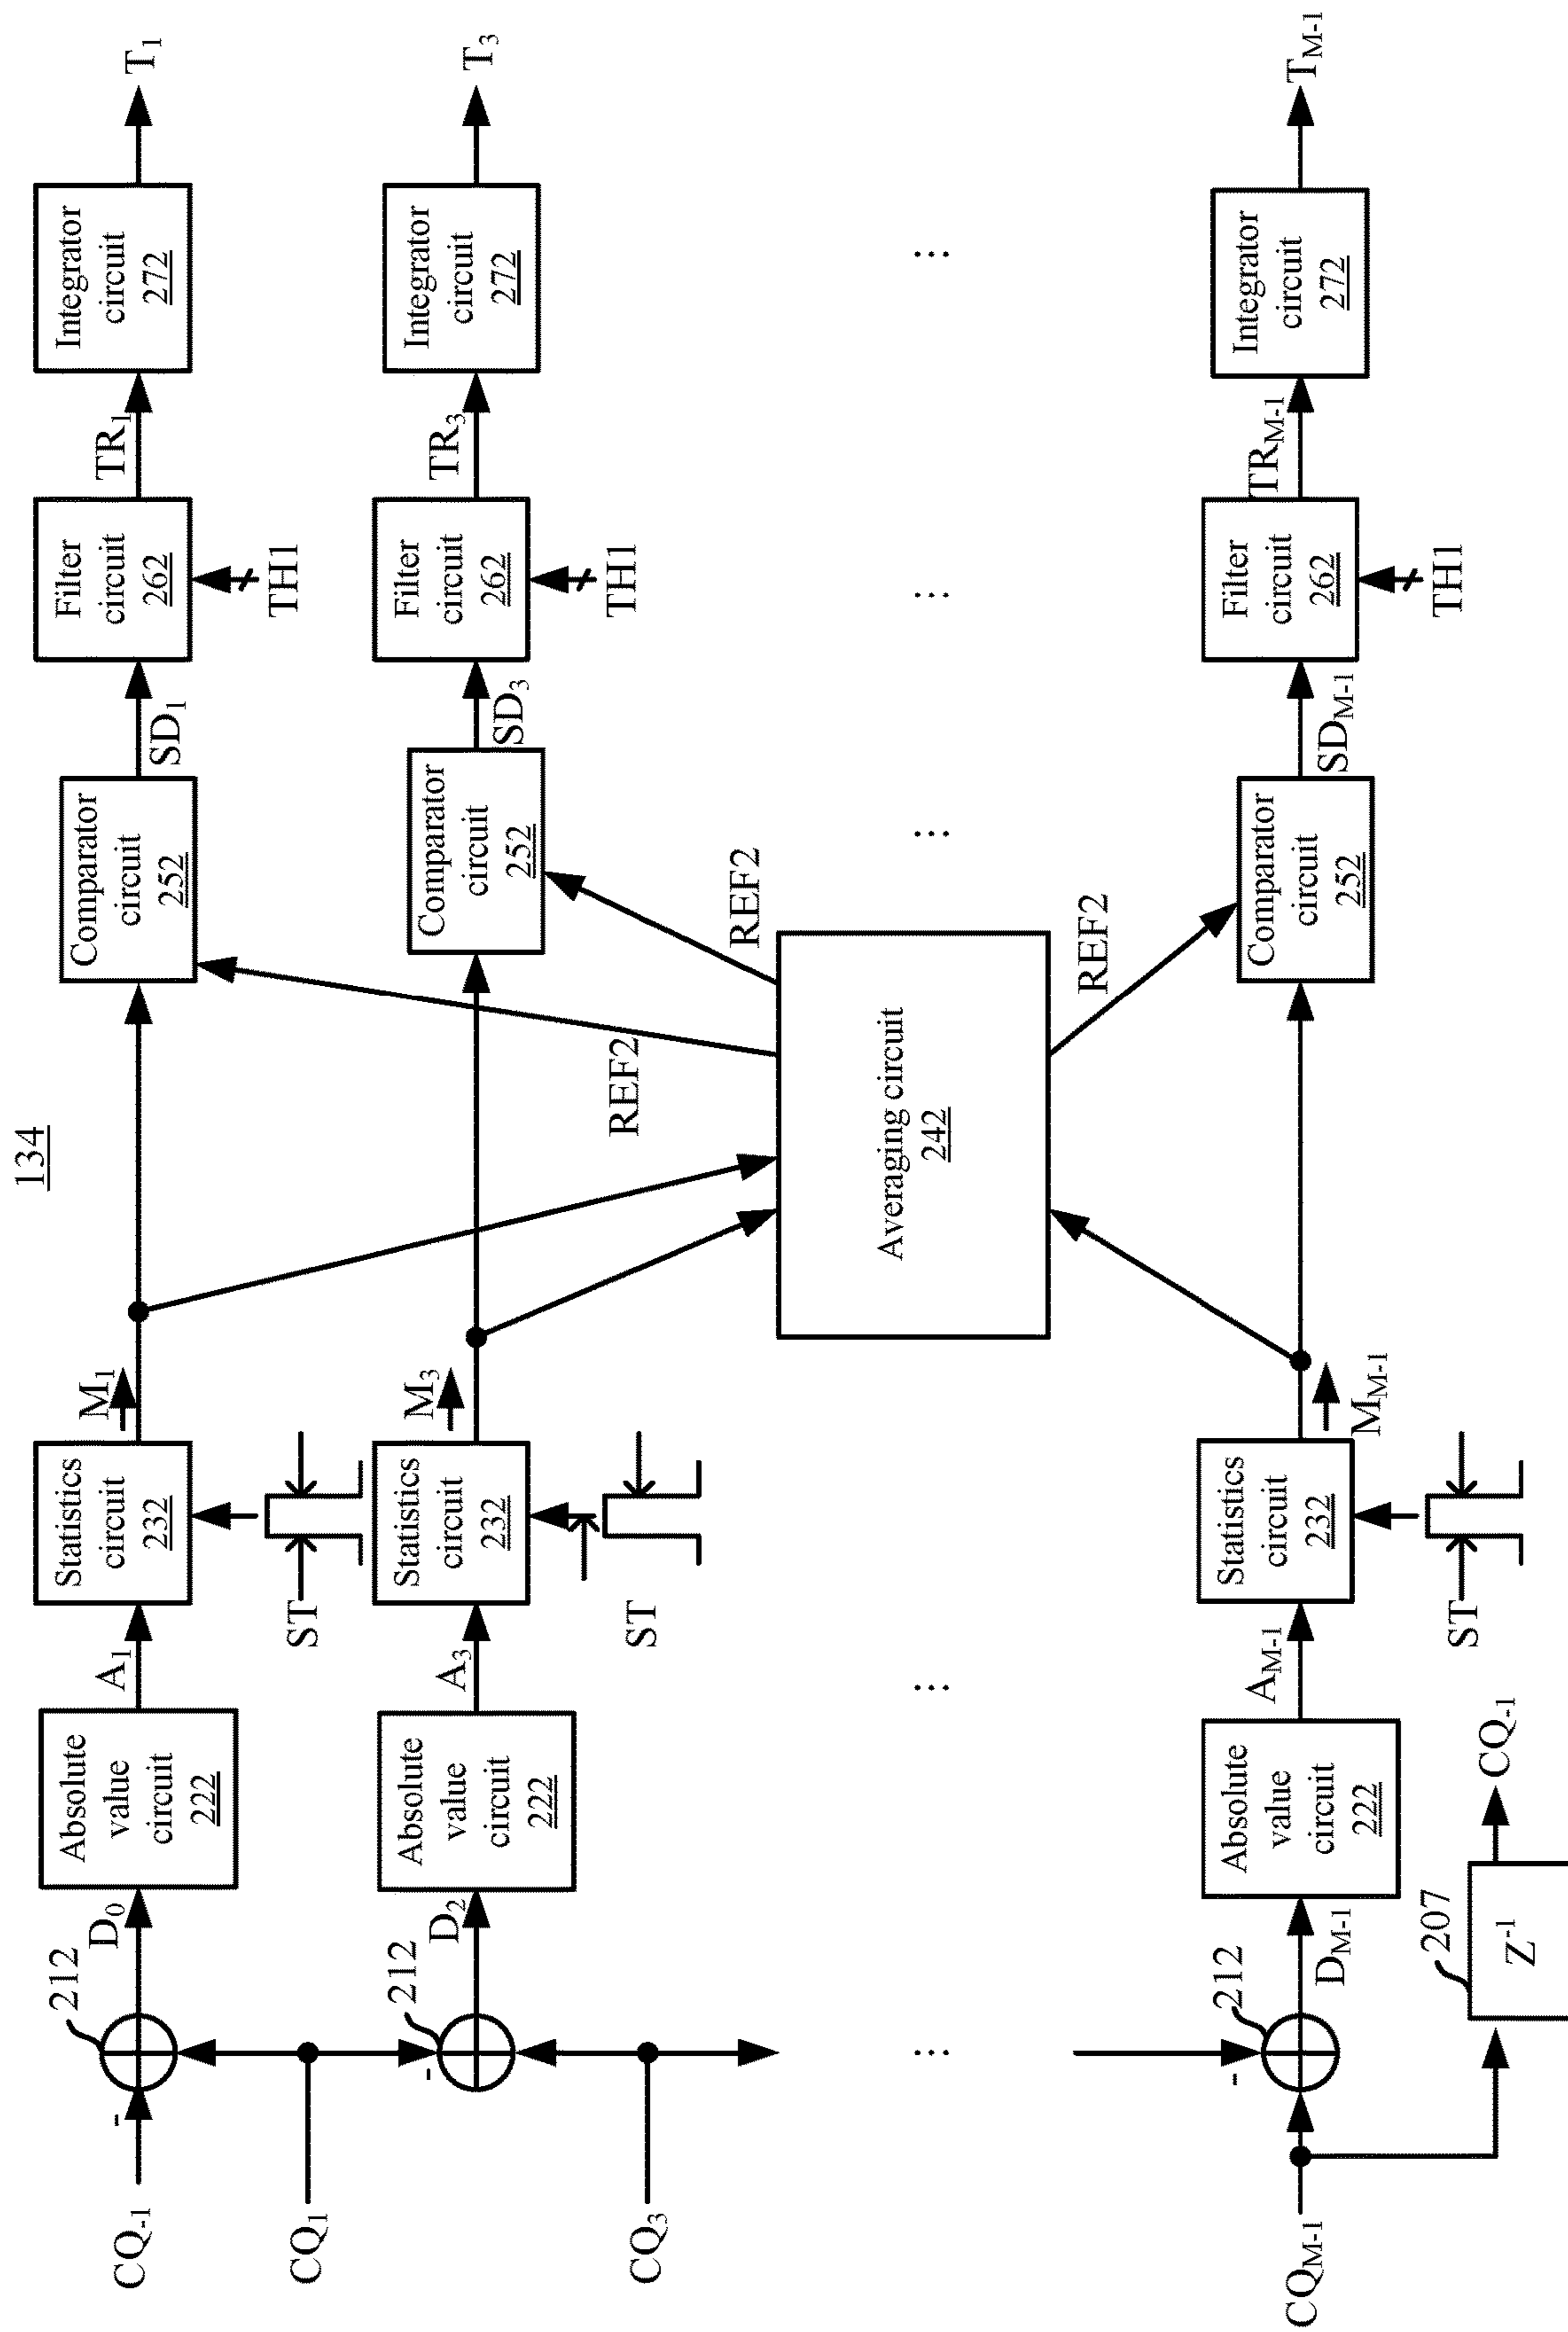 134
CQ-1
-
212
D0
Absolute
value
circuit
222
A1
Statistics
circuit
232
ST
M1
Comparator
circuit
252
SD1
Filter
circuit
262
TH1
TR1
Integrator
circuit
272
T1
CQ1
-
212
D2
Absolute
value
circuit
222
A3
Statistics
circuit
232
ST
M3
Comparator
circuit
252
SD3
Filter
circuit
262
TH1
TR3
Integrator
circuit
272
T3
CQ3
REF2
REF2
REF2
Averaging circuit
242
...
...
...
...
...
CQM-1
-
212
DM-1
Absolute
value
circuit
222
AM-1
Statistics
circuit
232
ST
MM-1
Comparator
circuit
252
SDM-1
Filter
circuit
262
TH1
TRM-1
Integrator
circuit
272
TM-1
207
Z-1
CQ-1